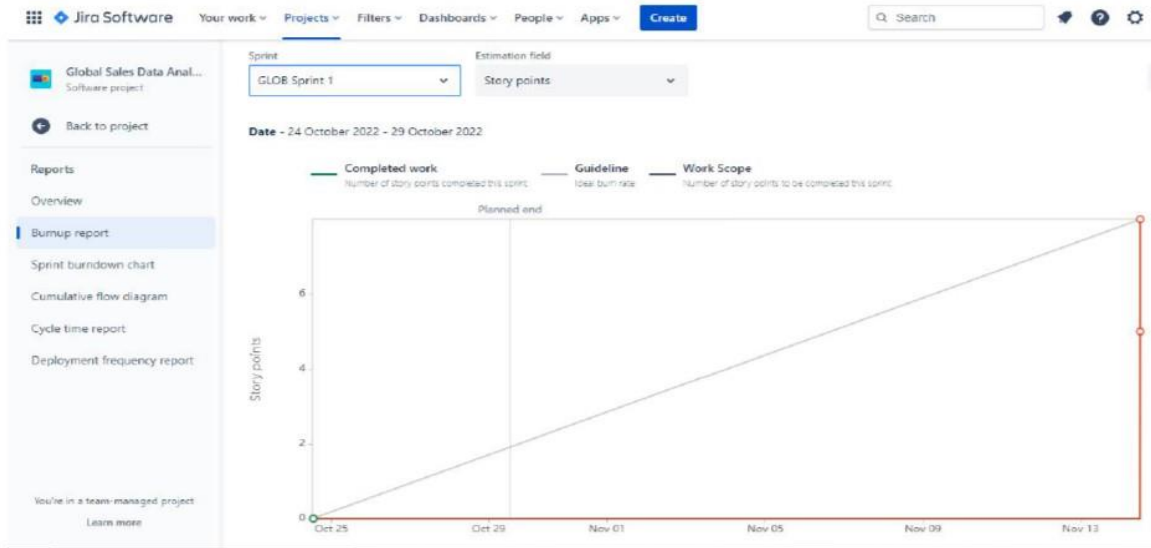 Jira Software Your work Projects Filters Dashboards People Apps Create Search
Global Sales Data Anal...
Software project
Back to project
Reports
Overview
Burnup report
Sprint burndown chart
Cumulative flow diagram
Cycle time report
Deployment frequency report
You're in a team-managed project
Learn more
Sprint Estimation field
GLOB Sprint 1 Story points
Date - 24 October 2022 - 29 October 2022
Completed work Guideline Work Scope
Number of story points completed this sprint Ideal burn rate Number of story points to be completed this sprint
Planned end
6
4
2
0
Story points
Oct 25 Oct 29 Nov 01 Nov 05 Nov 09 Nov 13